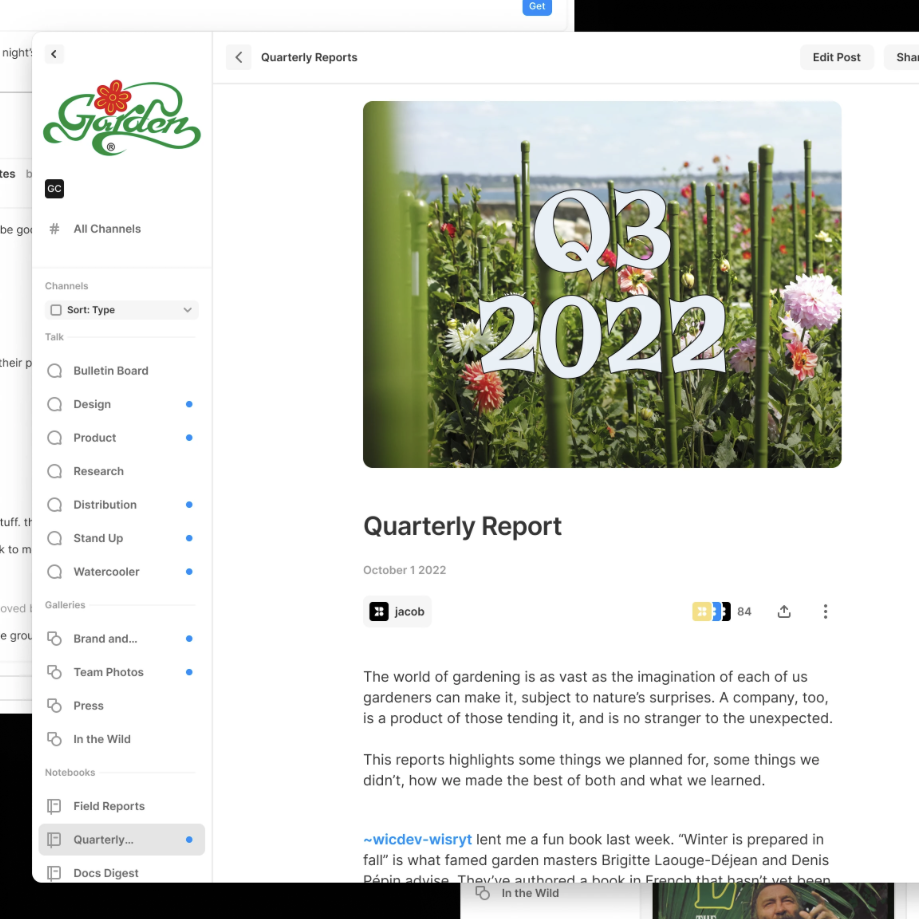 Get
night's
tes
be goo
their p
tuff. th
k to m
oved b
e grou
Garden
®
GC
# All Channels
Channels
Sort: Type
Talk
Bulletin Board
Design
Product
Research
Distribution
Stand Up
Watercooler
Galleries
Brand and...
Team Photos
Press
In the Wild
Notebooks
Field Reports
Quarterly...
Docs Digest
Quarterly Reports
Edit Post
Shar
Q3
2022
Quarterly Report
October 1 2022
jacob
84
The world of gardening is as vast as the imagination of each of us
gardeners can make it, subject to nature’s surprises. A company, too,
is a product of those tending it, and is no stranger to the unexpected.
This reports highlights some things we planned for, some things we
didn’t, how we made the best of both and what we learned.
~wicdev-wisryt lent me a fun book last week. “Winter is prepared in
fall” is what famed garden masters Brigitte Laouge-Déjean and Denis
Pépin advise. They’ve authored a book in French that hasn’t yet been
In the Wild